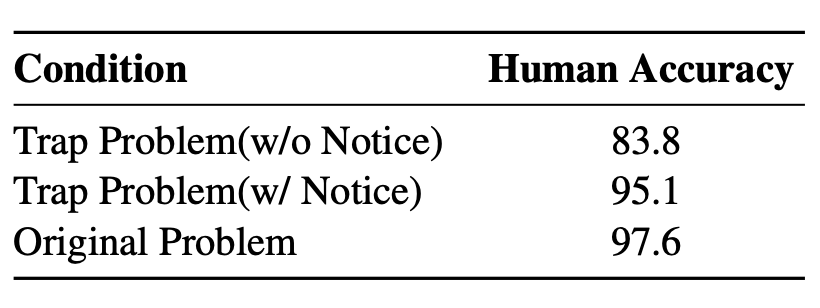 Condition Human Accuracy
Trap Problem(w/o Notice) 83.8
Trap Problem(w/ Notice) 95.1
Original Problem 97.6